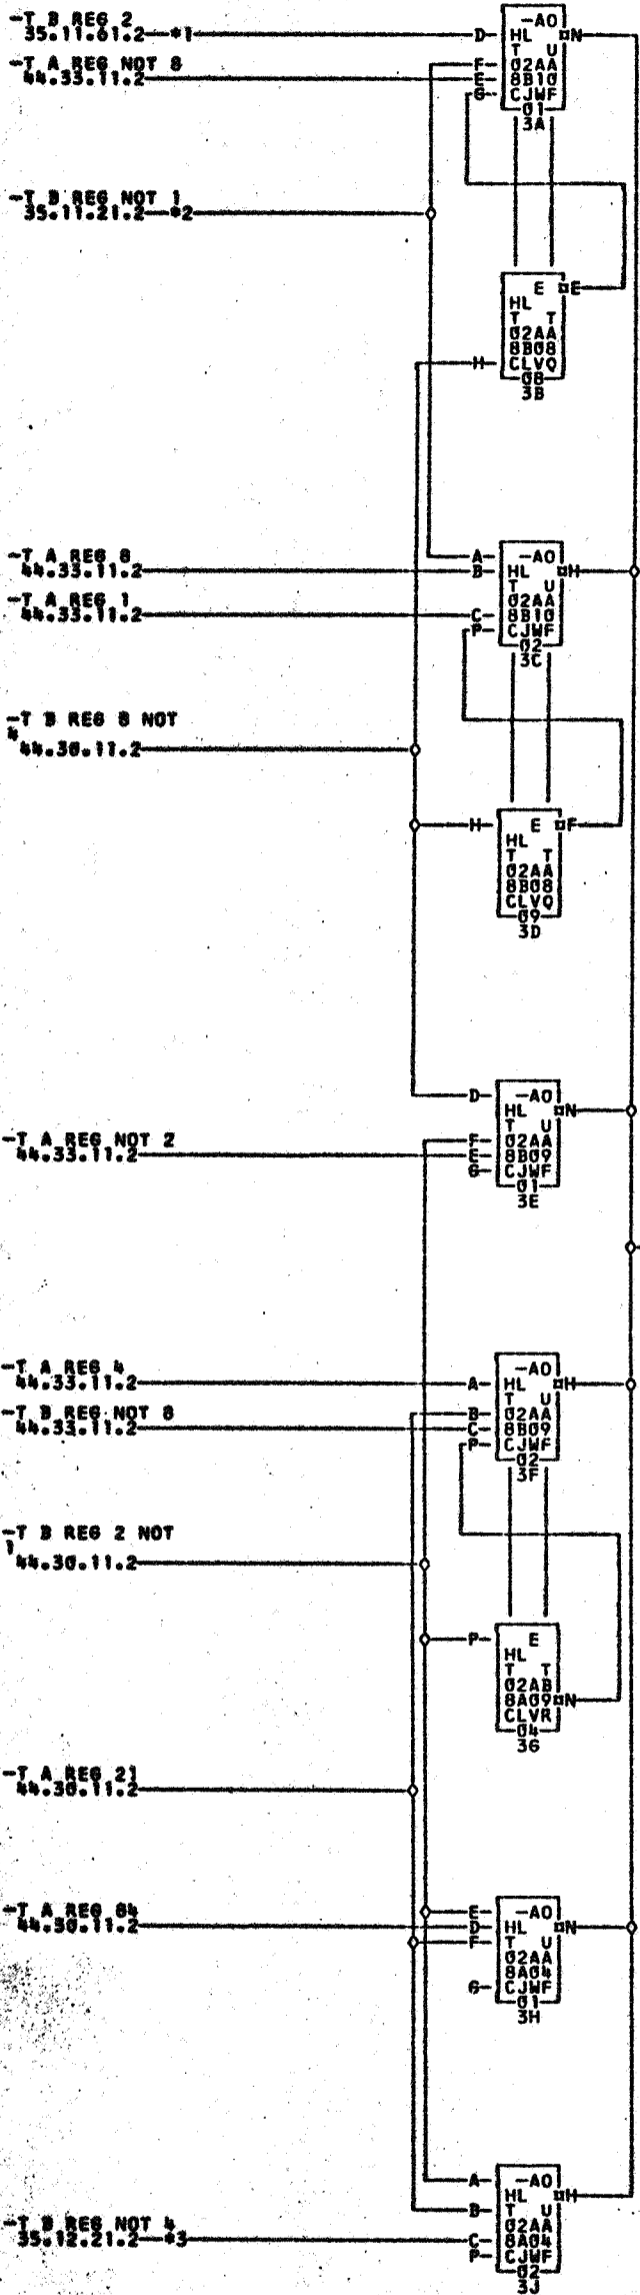 -T B REG 2
35.11.61.2—*1
D-
-AO
HL ¤N
T U
F- 02AA
-T A REG NOT 8
44.33.11.2
E- 8B10
G- CJWF
01
3A
-T B REG NOT 1
35.11.21.2—*2
E ¤E
HL
T T
02AA
8B08
H- CLVQ
08
3B
-T A REG 8
44.33.11.2
A- -AO
B- HL ¤H
T U
02AA
-T A REG 1
44.33.11.2
C- 8B10
P- CJWF
02
3C
-T B REG 8 NOT
4
44.30.11.2
H- E ¤F
HL
T T
02AA
8B08
CLVQ
09
3D
D- -AO
HL ¤N
T U
-T A REG NOT 2
44.33.11.2
F- 02AA
E- 8B09
G- CJWF
01
3E
-T A REG 4
44.33.11.2
-AO
A- HL ¤H
T U
-T B REG NOT 8
44.33.11.2
B- 02AA
C- 8B09
P- CJWF
02
3F
-T B REG 2 NOT
1
44.30.11.2
P- E
HL
T T
02AB
8A09 ¤N
CLVR
04
3G
-T A REG 21
44.30.11.2
-T A REG 84
44.30.11.2
E- -AO
D- HL ¤N
F- T U
02AA
8A04
G- CJWF
01
3H
A- -AO
HL ¤H
B- T U
02AA
-T B REG NOT 4
35.12.21.2—*3
C- 8A04
P- CJWF
02
3J